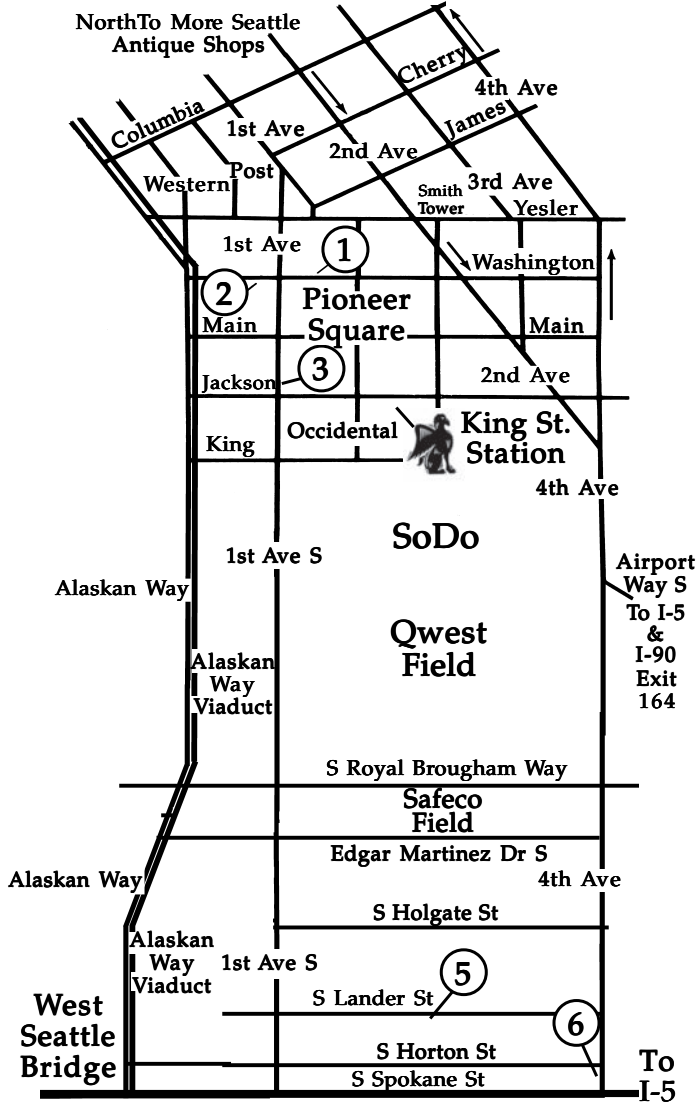 NorthTo More Seattle
Antique Shops
Cherry
4th Ave
Columbia
1st Ave
James
2nd Ave
Post
Western
Smith
Tower
3rd Ave
Yesler
1st Ave
1
Washington
2
Pioneer
Square
Main
Main
3
Jackson
2nd Ave
Occidental
King
King St.
Station
4th Ave
SoDo
1st Ave S
Alaskan Way
Airport
Way S
To I-5
&
I-90
Exit
164
Qwest
Field
Alaskan
Way
Viaduct
S Royal Brougham Way
Safeco
Field
Edgar Martinez Dr S
Alaskan Way
4th Ave
S Holgate St
Alaskan
Way
Viaduct
1st Ave S
5
S Lander St
6
West
Seattle
Bridge
S Horton St
S Spokane St
To
I-5